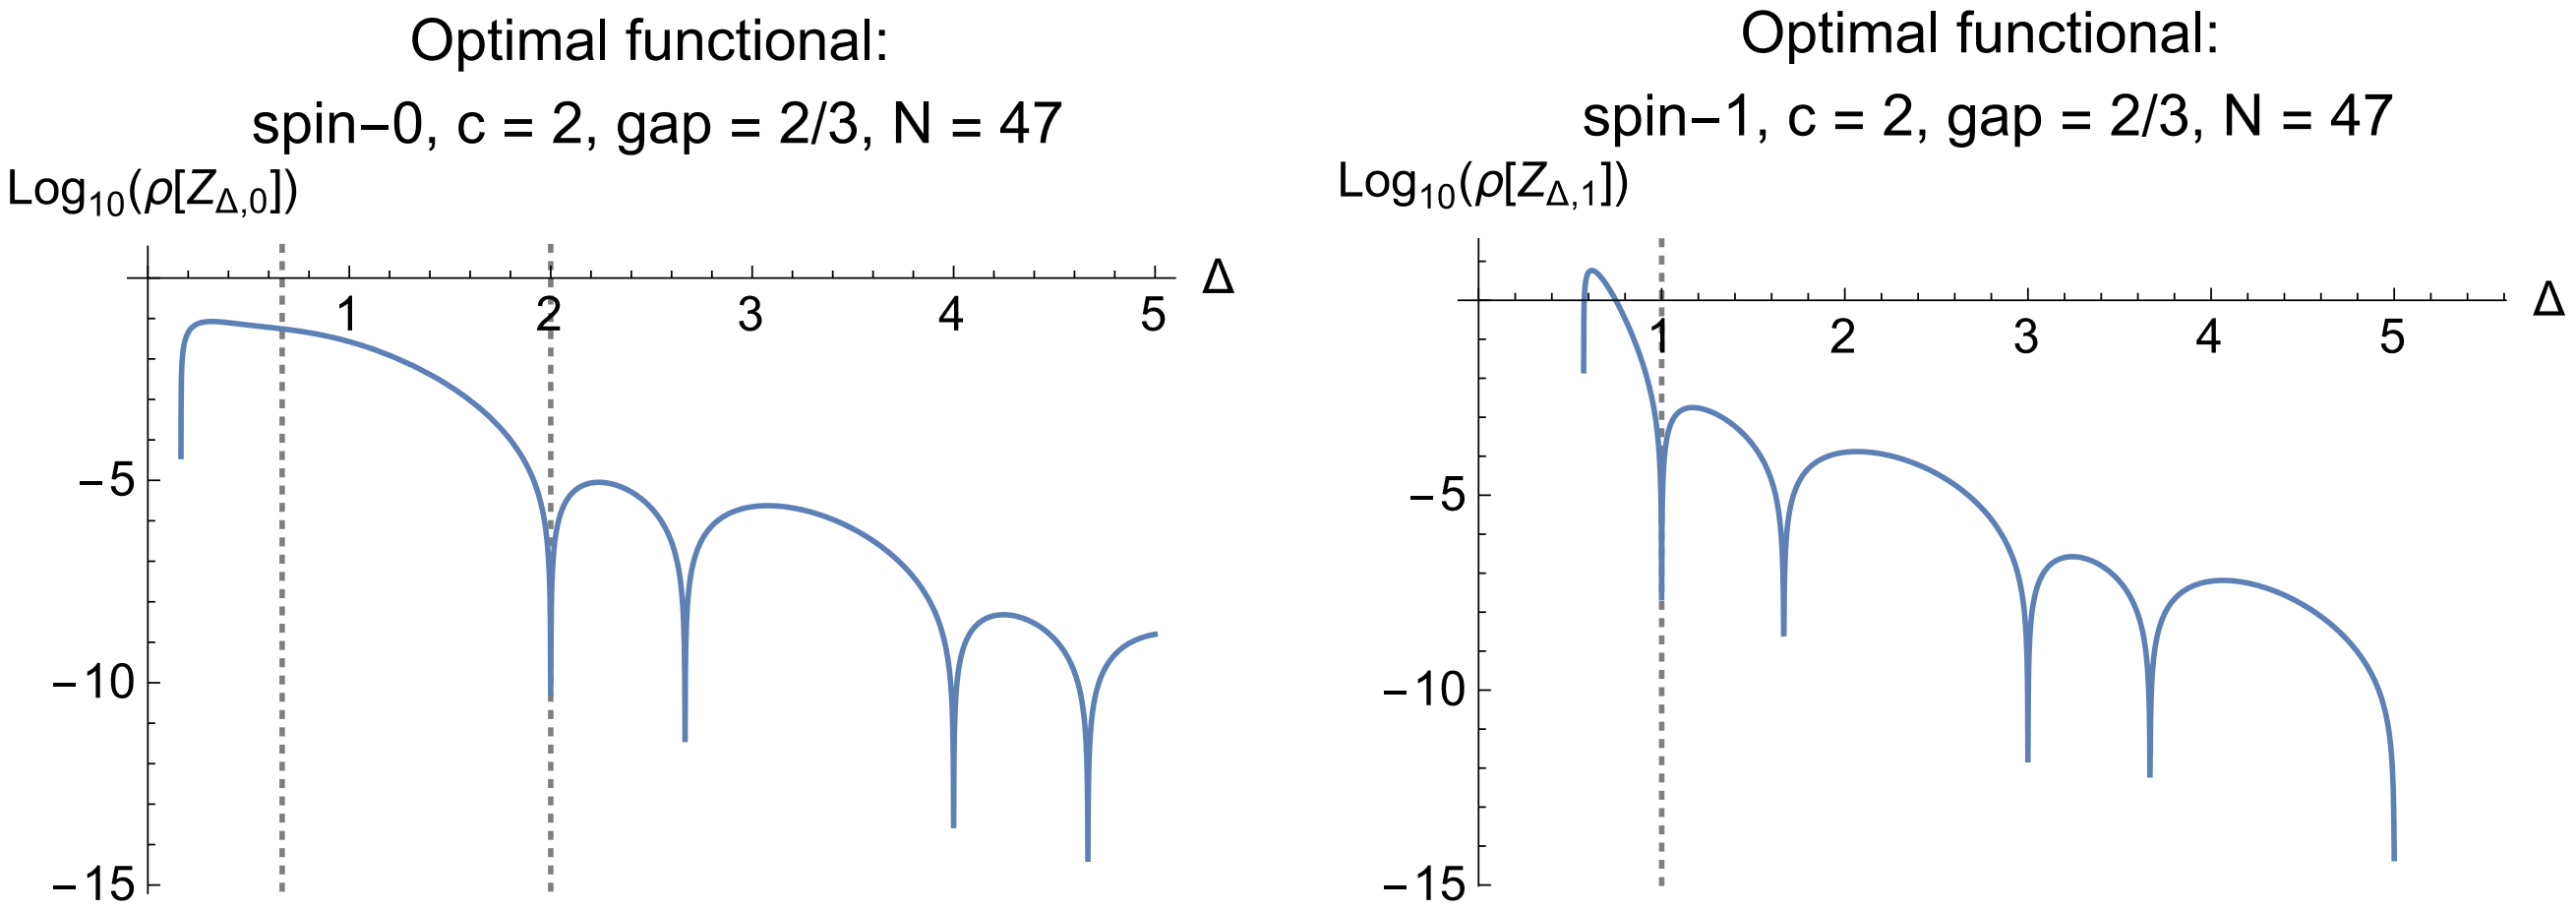 Optimal functional:
spin−0, c = 2, gap = 2/3, N = 47
Log₁₀(ρ[Z_Δ,0])
Δ
1 2 3 4 5
−5
−10
−15
Optimal functional:
spin−1, c = 2, gap = 2/3, N = 47
Log₁₀(ρ[Z_Δ,1])
Δ
1 2 3 4 5
−5
−10
−15